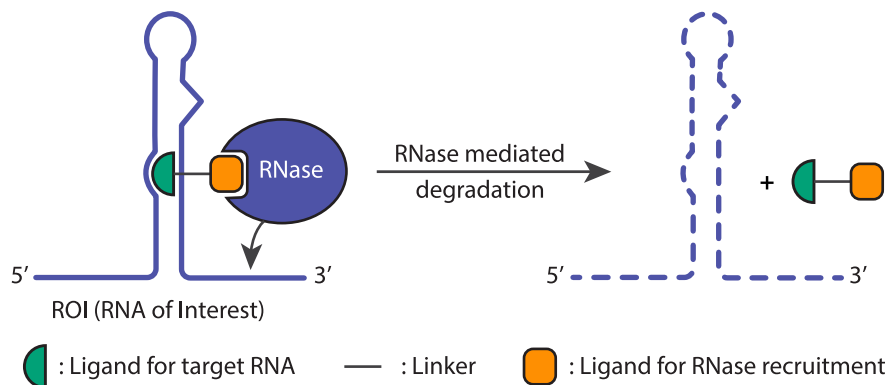 RNase
RNase mediated
degradation
+
5′
3′
5′
3′
ROI (RNA of Interest)
: Ligand for target RNA
: Linker
: Ligand for RNase recruitment